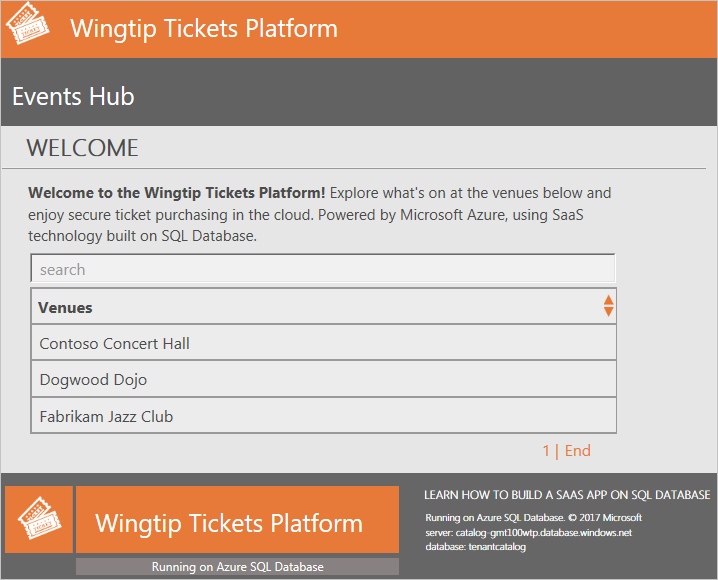 Wingtip Tickets Platform
Events Hub
WELCOME
Welcome to the Wingtip Tickets Platform! Explore what's on at the venues below and
enjoy secure ticket purchasing in the cloud. Powered by Microsoft Azure, using SaaS
technology built on SQL Database.
search
Venues
Contoso Concert Hall
Dogwood Dojo
Fabrikam Jazz Club
1 | End
TICKET
Wingtip Tickets Platform
Running on Azure SQL Database
LEARN HOW TO BUILD A SAAS APP ON SQL DATABASE
Running on Azure SQL Database. © 2017 Microsoft
server: catalog-gmt100wtp.database.windows.net
database: tenantcatalog